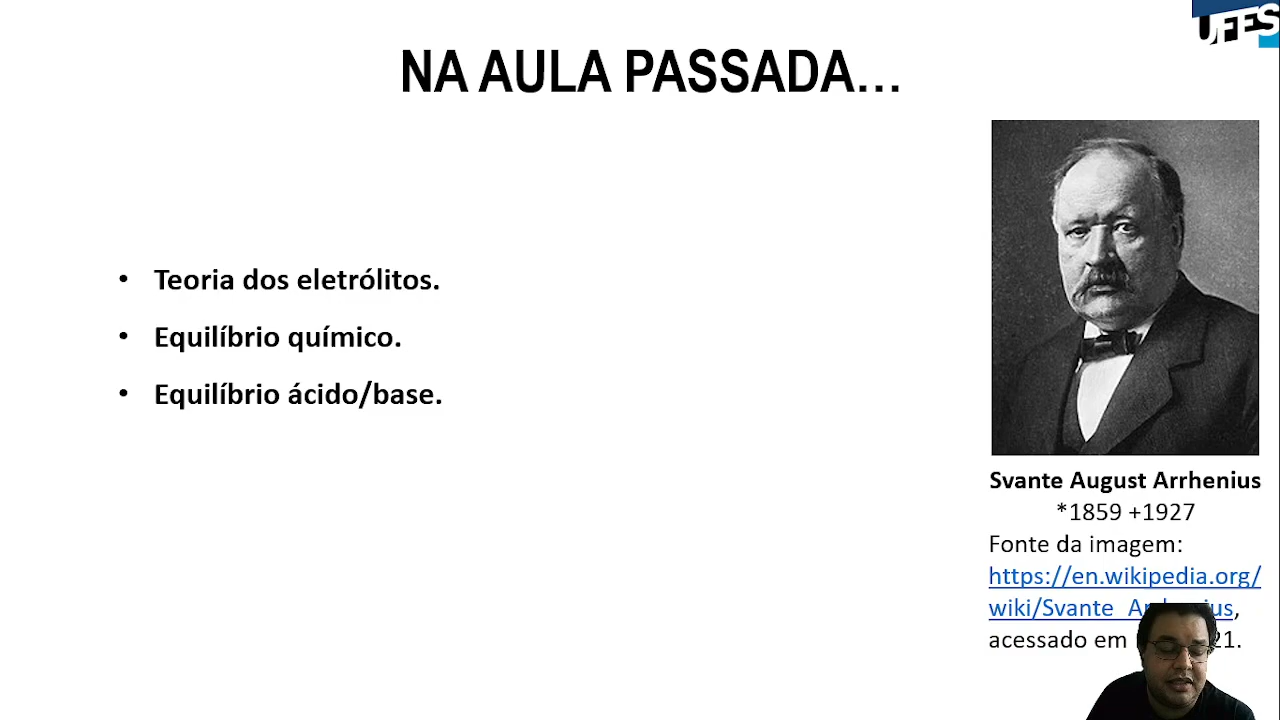 UFES
NA AULA PASSADA...
• Teoria dos eletrólitos.
• Equilíbrio químico.
• Equilíbrio ácido/base.
Svante August Arrhenius
*1859 +1927
Fonte da imagem:
https://en.wikipedia.org/
wiki/Svante
acessado em